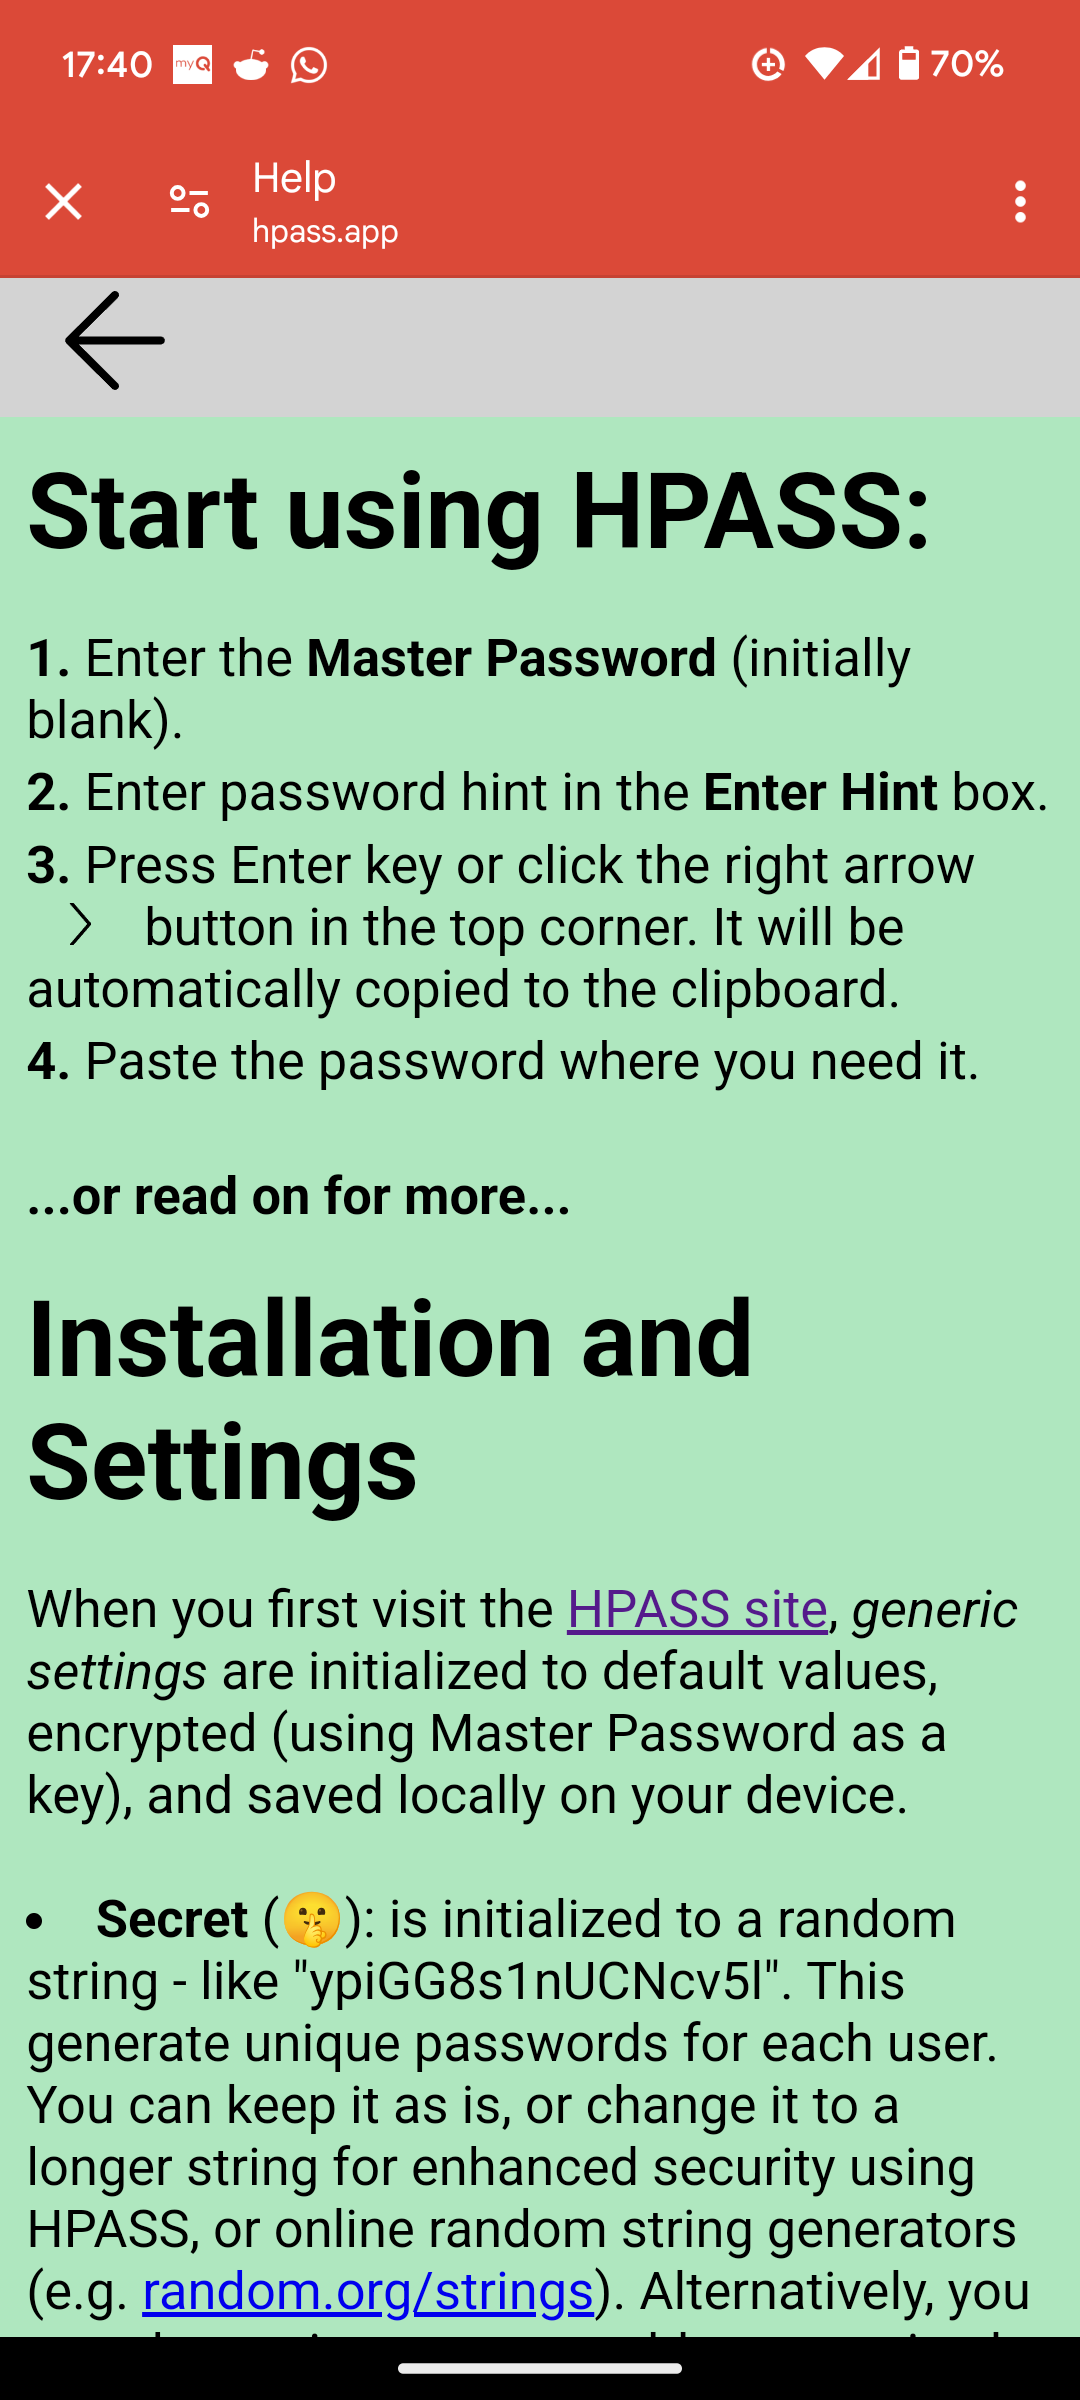 17:40 myQ 70%
Help
hpass.app
Start using HPASS:
1. Enter the Master Password (initially
blank).
2. Enter password hint in the Enter Hint box.
3. Press Enter key or click the right arrow
button in the top corner. It will be
automatically copied to the clipboard.
4. Paste the password where you need it.
...or read on for more...
Installation and
Settings
When you first visit the HPASS site, generic
settings are initialized to default values,
encrypted (using Master Password as a
key), and saved locally on your device.
• Secret (🤫): is initialized to a random
string - like "ypiGG8s1nUCNcv5l". This
generate unique passwords for each user.
You can keep it as is, or change it to a
longer string for enhanced security using
HPASS, or online random string generators
(e.g. random.org/strings). Alternatively, you